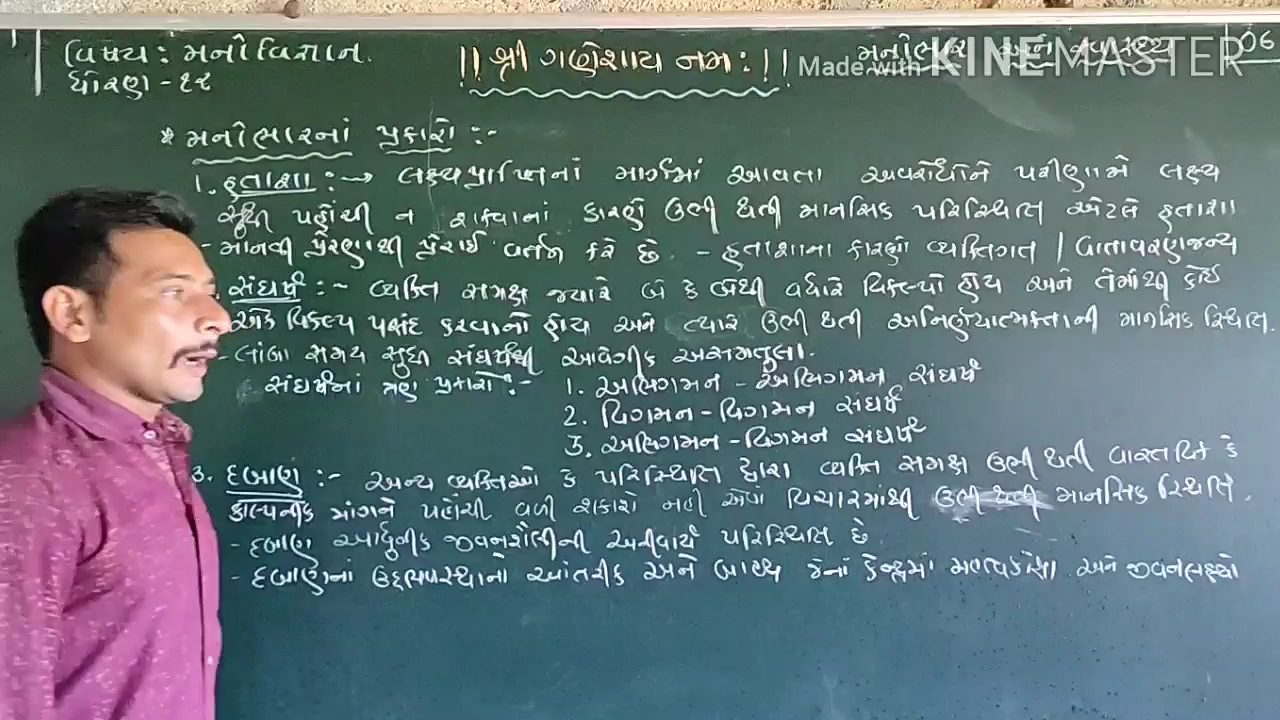 વિષય : મનોવિજ્ઞાન.
ધોરણ - ૧૨
|| શ્રી ગણેશાય નમઃ ||
મનોભાર અને સ્વાસ્થ્ય
06
Made with KINEMASTER
* મનોભારનાં પ્રકારો :-
1. હતાશા :→ લક્ષ્યપ્રાપ્તિનાં માર્ગમાં આવતા અવરોધોને પરીણામે લક્ષ્ય
સુધી પહોંચી ન શકવાનાં કારણે ઉભી થતી માનસિક પરિસ્થિતિ એટલે હતાશા
- માનવી પ્રેરણાથી પ્રેરાઈ વર્તન કરે છે. - હતાશાના કારણો વ્યક્તિગત / વાતાવરણજન્ય
સંઘર્ષ :- વ્યક્તિ સમક્ષ જ્યારે બે કે બેથી વધારે વિકલ્પો હોય અને તેમાંથી કોઈ
એક વિકલ્પ પસંદ કરવાનો હોય અને ત્યારે ઉભી થતી અનિર્ણયાત્મકતાની માનસિક સ્થિતિ.
- લાંબા સમય સુધી સંઘર્ષથી આવેગીક અસમતુલા.
સંઘર્ષનાં ત્રણ પ્રકારો :- 1. અભિગમન - અભિગમન સંઘર્ષ
2. વિગમન - વિગમન સંઘર્ષ
3. અભિગમન - વિગમન સંઘર્ષ
3. દબાણ :- અન્ય વ્યક્તિઓ કે પરિસ્થિતિ દ્વારા વ્યક્તિ સમક્ષ ઉભી થતી વાસ્તવિક કે
કાલ્પનીક માંગને પહોંચી વળી શકાશે નહી એવા વિચારમાંથી ઉભી થતી માનસિક સ્થિતિ.
- દબાણ આધુનીક જીવનશૈલીની અનીવાર્ય પરિસ્થિતિ છે
- દબાણનાં ઉદ્દભવસ્થાનો આંતરીક અને બાહ્ય જેનાં કેન્દ્રમાં મહત્વકાંક્ષા અને જીવનલક્ષ્યો